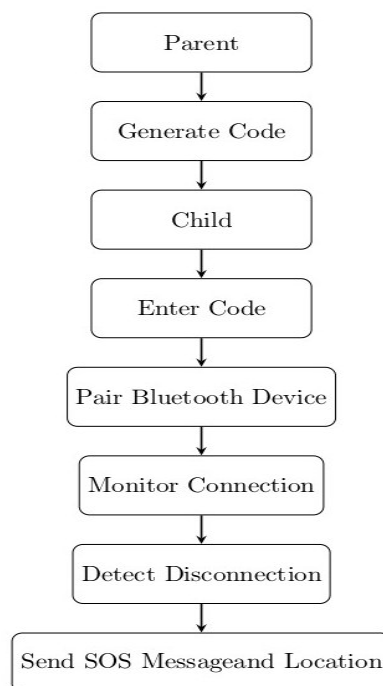 Parent
Generate Code
Child
Enter Code
Pair Bluetooth Device
Monitor Connection
Detect Disconnection
Send SOS Messageand Location